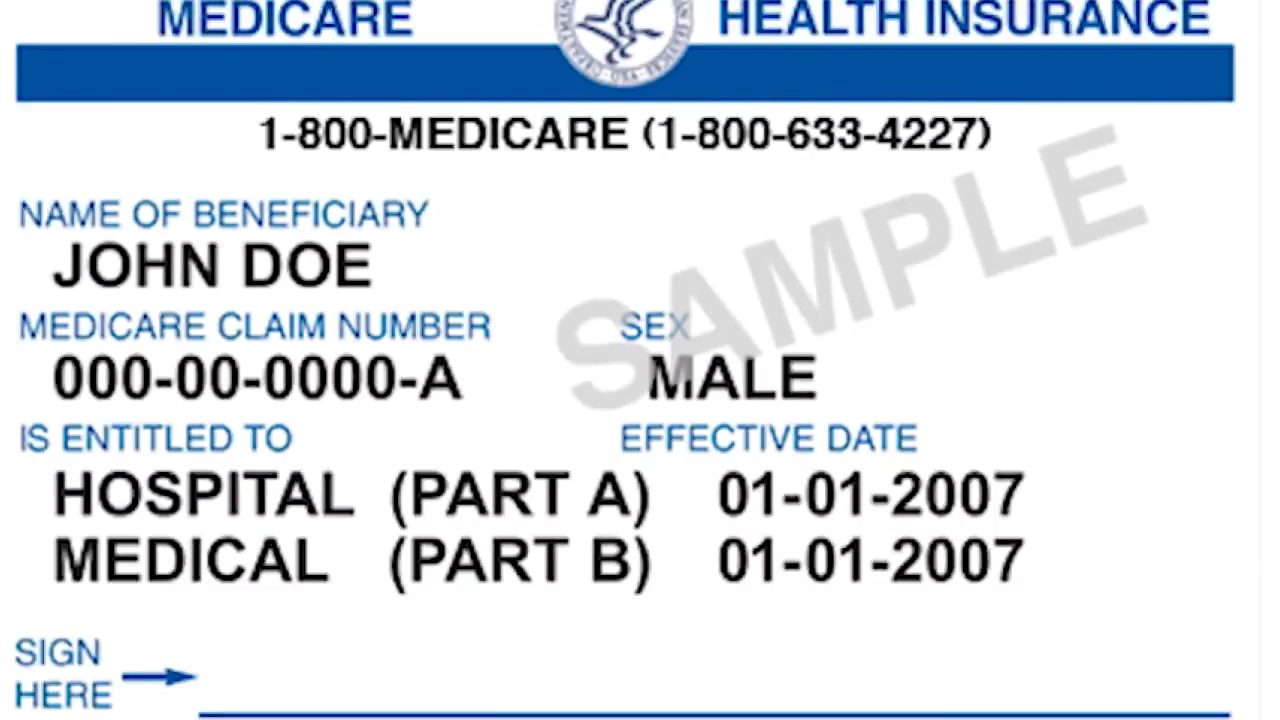 MEDICARE HEALTH INSURANCE
1-800-MEDICARE (1-800-633-4227)
SAMPLE
NAME OF BENEFICIARY
JOHN DOE
MEDICARE CLAIM NUMBER SEX
000-00-0000-A MALE
IS ENTITLED TO EFFECTIVE DATE
HOSPITAL (PART A) 01-01-2007
MEDICAL (PART B) 01-01-2007
SIGN
HERE